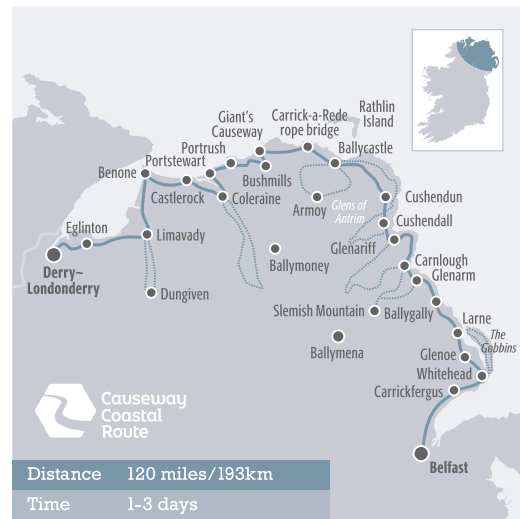 Rathlin
Island
Giant's
Causeway
Carrick-a-Rede
rope bridge
Portrush
Portstewart
Ballycastle
Benone
Bushmills
Castlerock
Coleraine
Armoy
Glens of
Antrim
Cushendun
Cushendall
Eglinton
Limavady
Glenariff
Derry~
Londonderry
Ballymoney
Carnlough
Glenarm
Dungiven
Slemish Mountain
Ballygally
Larne
The
Gobbins
Ballymena
Glenoe
Whitehead
Carrickfergus
Causeway
Coastal
Route
Belfast
Distance 120 miles/193km
Time 1-3 days